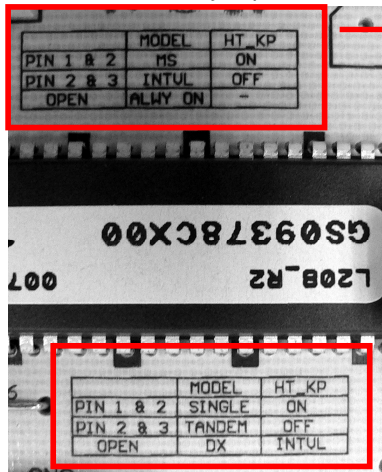 MODEL HT_KP
PIN 1 & 2 MS ON
PIN 2 & 3 INTVL OFF
OPEN ALWY ON -
GS09378CX00
L208_R2 007
MODEL HT_KP
PIN 1 & 2 SINGLE ON
PIN 2 & 3 TANDEM OFF
OPEN DX INTVL